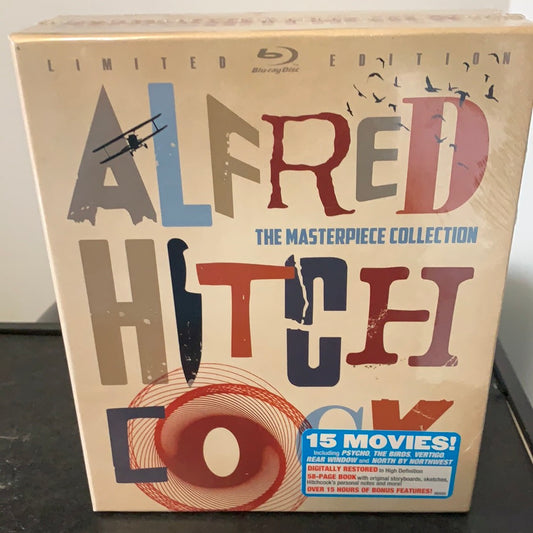 LIMITED Blu-ray Disc EDITION
ALFRED
THE MASTERPIECE COLLECTION
HITCH
COCK
15 MOVIES!
Including PSYCHO, THE BIRDS, VERTIGO,
REAR WINDOW and NORTH BY NORTHWEST
DIGITALLY RESTORED in High Definition
58-PAGE BOOK with original storyboards, sketches,
Hitchcock's personal notes and more!
OVER 15 HOURS OF BONUS FEATURES!